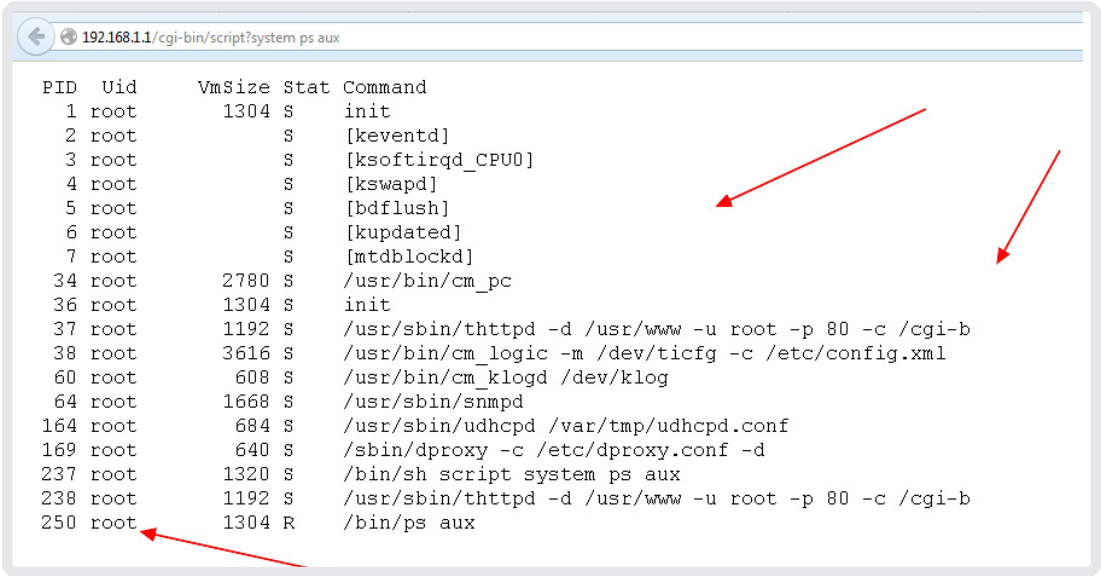 192.168.1.1/cgi-bin/script?system ps aux
PID Uid VmSize Stat Command
1 root 1304 S init
2 root S [keventd]
3 root S [ksoftirqd_CPU0]
4 root S [kswapd]
5 root S [bdflush]
6 root S [kupdated]
7 root S [mtdblockd]
34 root 2780 S /usr/bin/cm_pc
36 root 1304 S init
37 root 1192 S /usr/sbin/thttpd -d /usr/www -u root -p 80 -c /cgi-b
38 root 3616 S /usr/bin/cm_logic -m /dev/ticfg -c /etc/config.xml
60 root 608 S /usr/bin/cm_klogd /dev/klog
64 root 1668 S /usr/sbin/snmpd
164 root 684 S /usr/sbin/udhcpd /var/tmp/udhcpd.conf
169 root 640 S /sbin/dproxy -c /etc/dproxy.conf -d
237 root 1320 S /bin/sh script system ps aux
238 root 1192 S /usr/sbin/thttpd -d /usr/www -u root -p 80 -c /cgi-b
250 root 1304 R /bin/ps aux